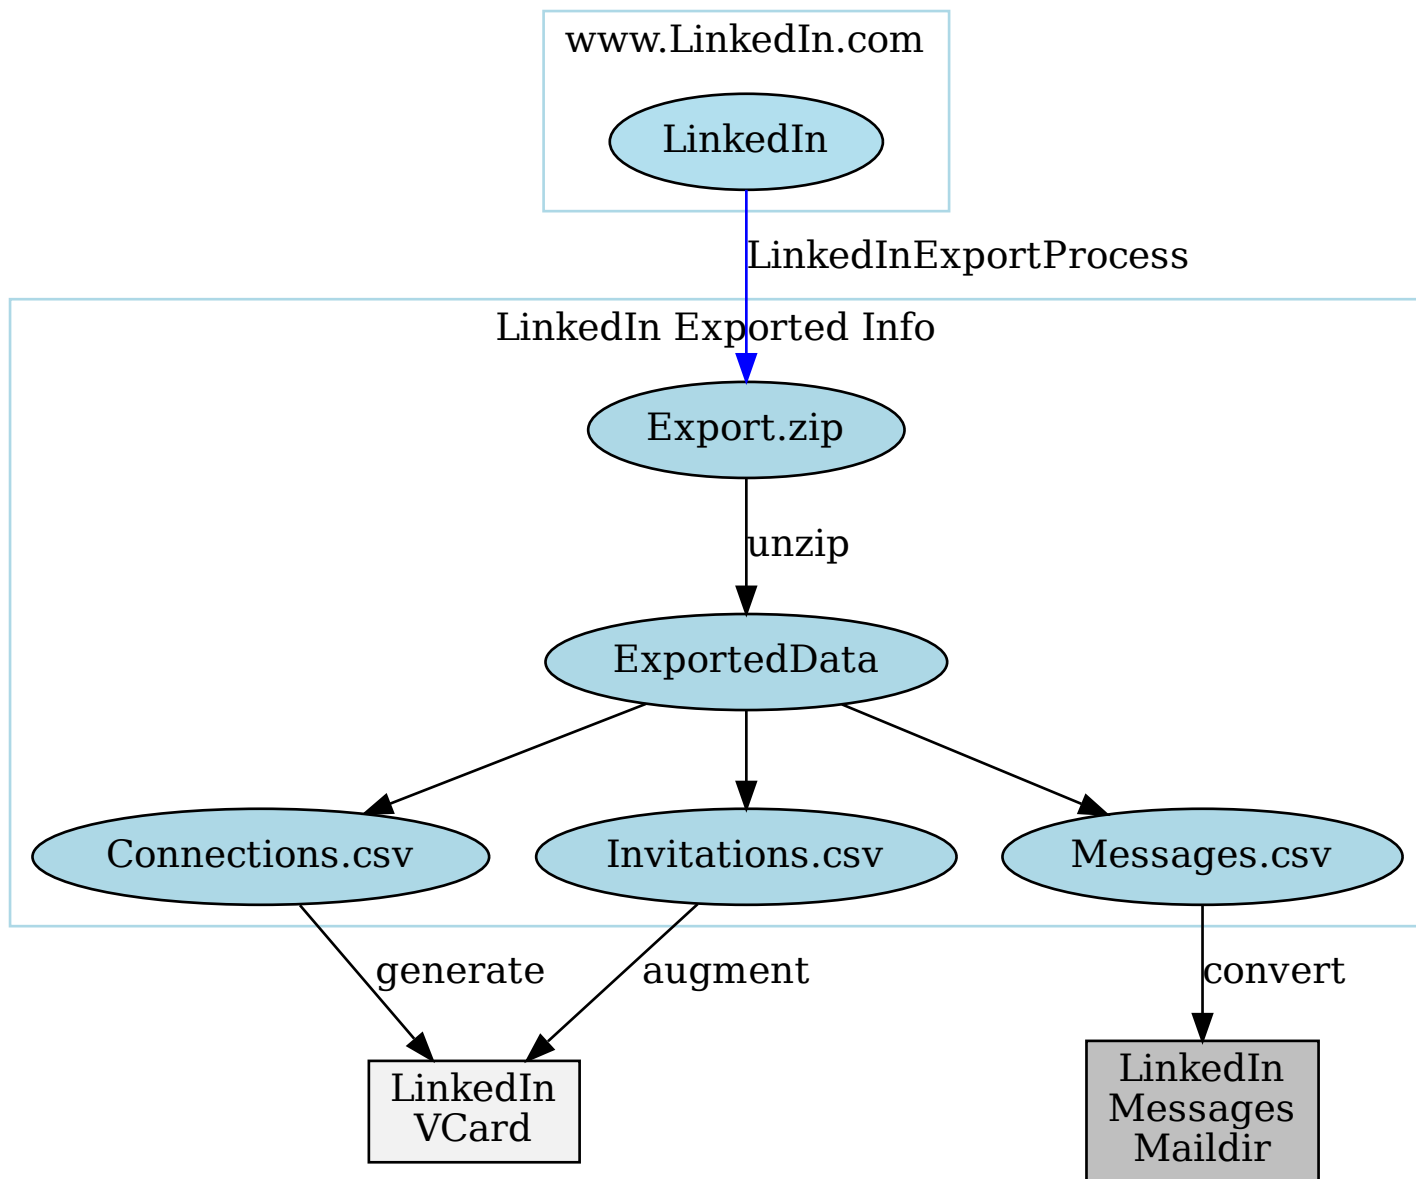 www.LinkedIn.com
LinkedIn
LinkedInExportProcess
LinkedIn Exported Info
Export.zip
unzip
ExportedData
Connections.csv
Invitations.csv
Messages.csv
generate
augment
convert
LinkedIn
VCard
LinkedIn
Messages
Maildir